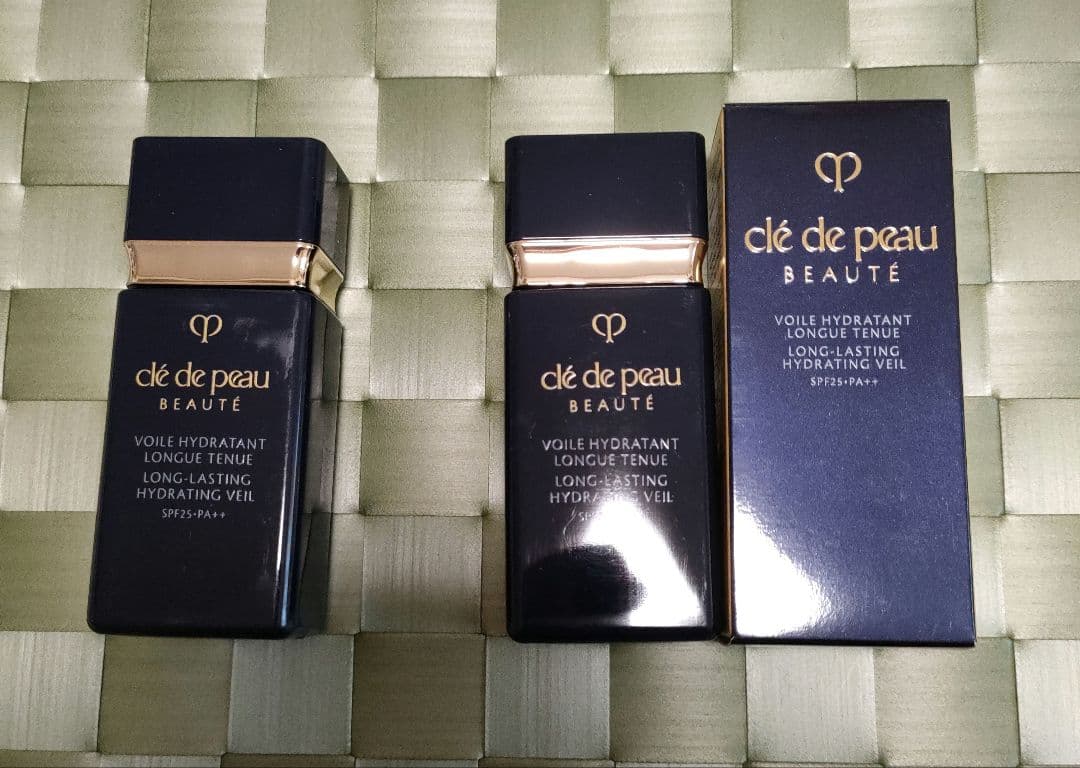 clé de peau
BEAUTÉ
VOILE HYDRATANT
LONGUE TENUE
LONG-LASTING
HYDRATING VEIL
SPF25•PA++
clé de peau
BEAUTÉ
VOILE HYDRATANT
LONGUE TENUE
LONG-LASTING
HYDRATING VEIL
clé de peau
BEAUTÉ
VOILE HYDRATANT
LONGUE TENUE
LONG-LASTING
HYDRATING VEIL
SPF25•PA++